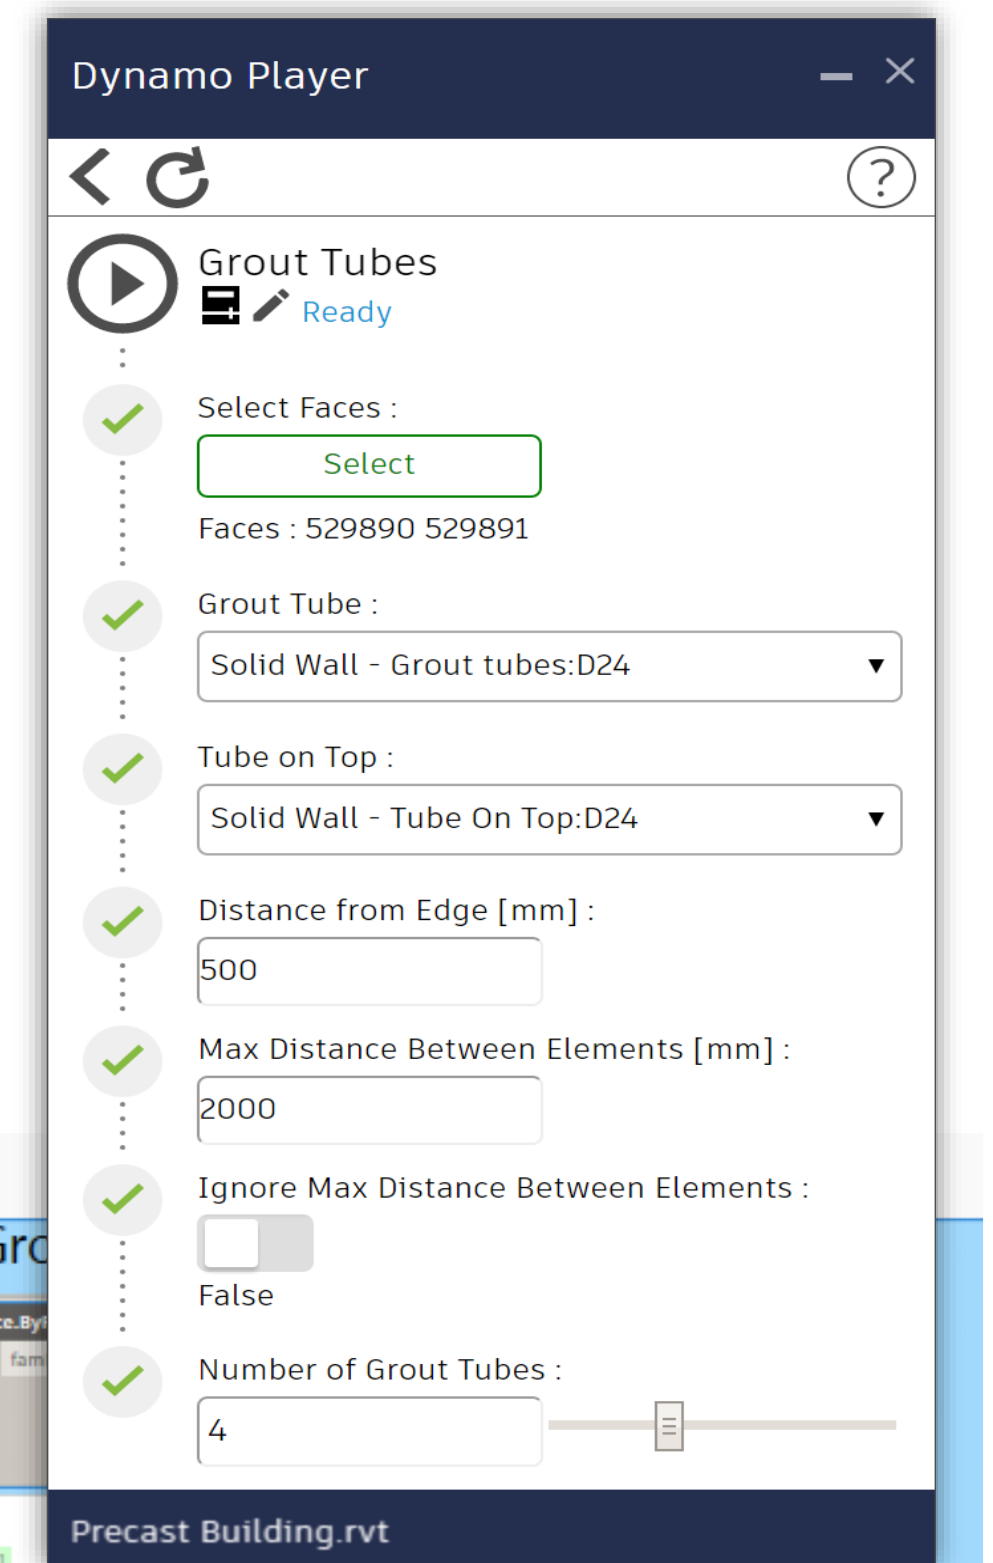 Dynamo Player
?
Grout Tubes
Ready
Select Faces :
Select
Faces : 529890 529891
Grout Tube :
Solid Wall - Grout tubes:D24
Tube on Top :
Solid Wall - Tube On Top:D24
Distance from Edge [mm] :
500
Max Distance Between Elements [mm] :
2000
Ignore Max Distance Between Elements :
False
Number of Grout Tubes :
4
Precast Building.rvt